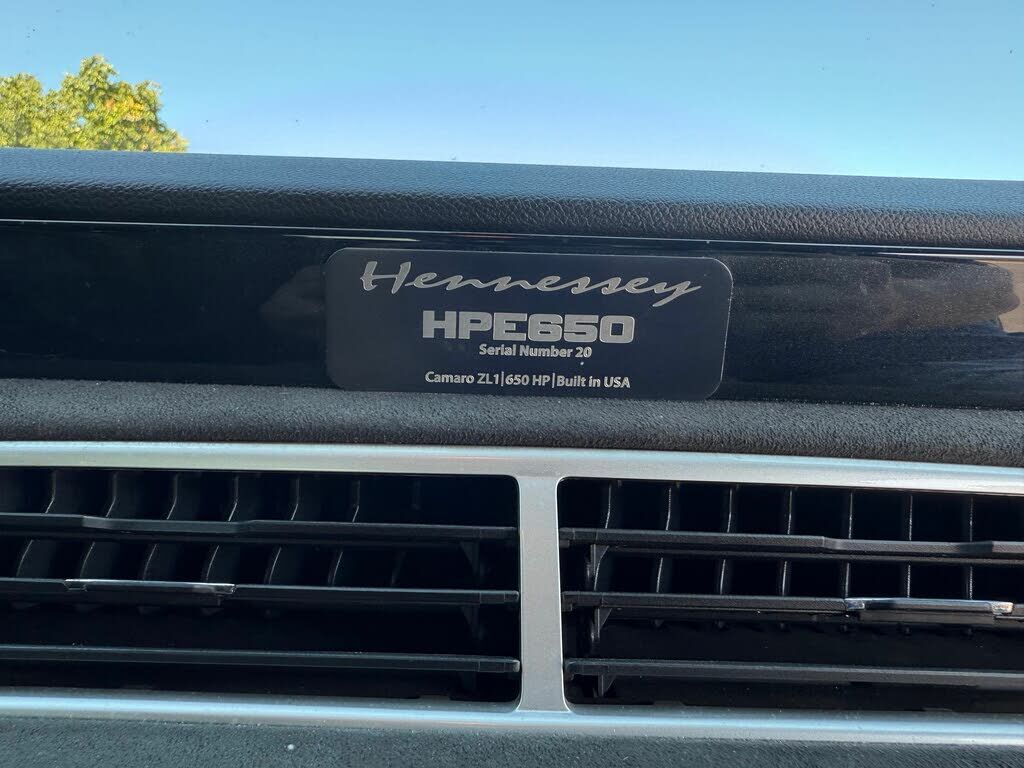 Hennessey
HPE650
Serial Number 20
Camaro ZL1|650 HP|Built in USA